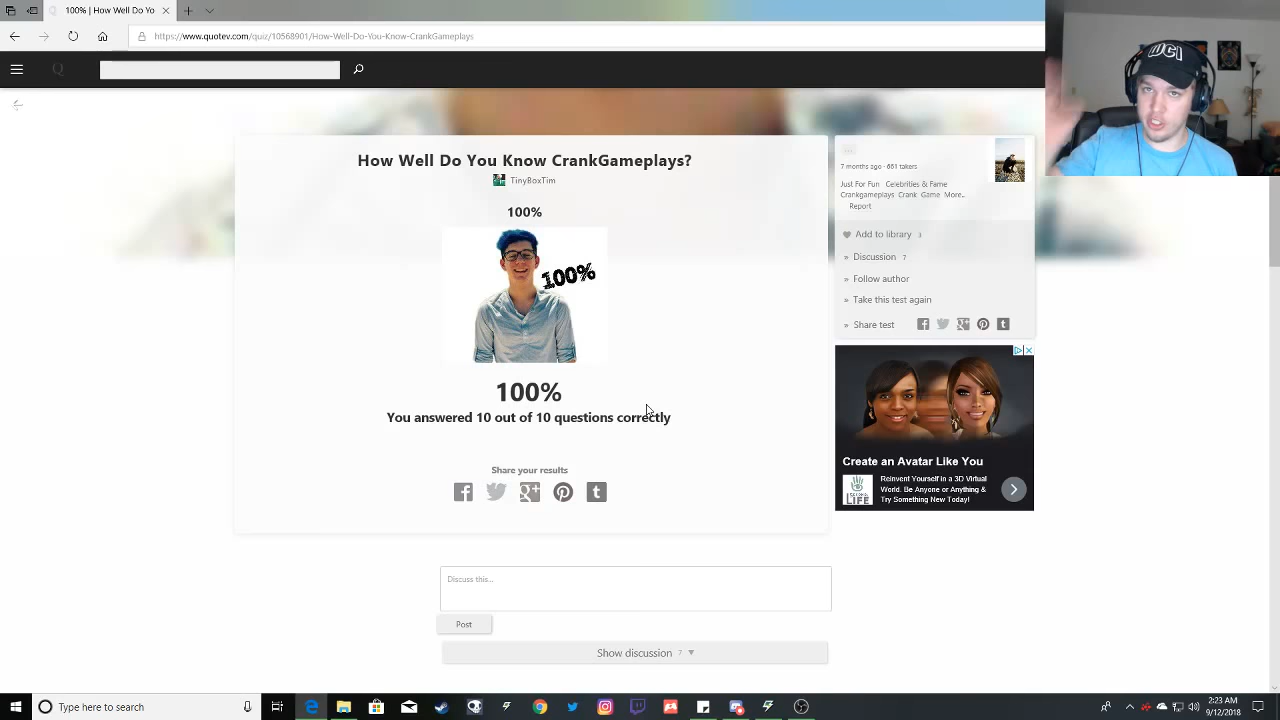 100% | How Well Do Yo
https://www.quotev.com/quiz/10568901/How-Well-Do-You-Know-CrankGameplays
Q
WCI
How Well Do You Know CrankGameplays?
TinyBoxTim
100%
100%
100%
You answered 10 out of 10 questions correctly
Share your results
7 months ago · 661 takers
Just For Fun Celebrities & Fame
Crankgameplays Crank Game More..
Report
Add to library 3
» Discussion 7
» Follow author
» Take this test again
» Share test
Create an Avatar Like You
SECOND LIFE
Reinvent Yourself in a 3D Virtual
World. Be Anyone or Anything &
Try Something New Today!
Discuss this...
Post
Show discussion 7
Type here to search
2:23 AM
9/12/2018